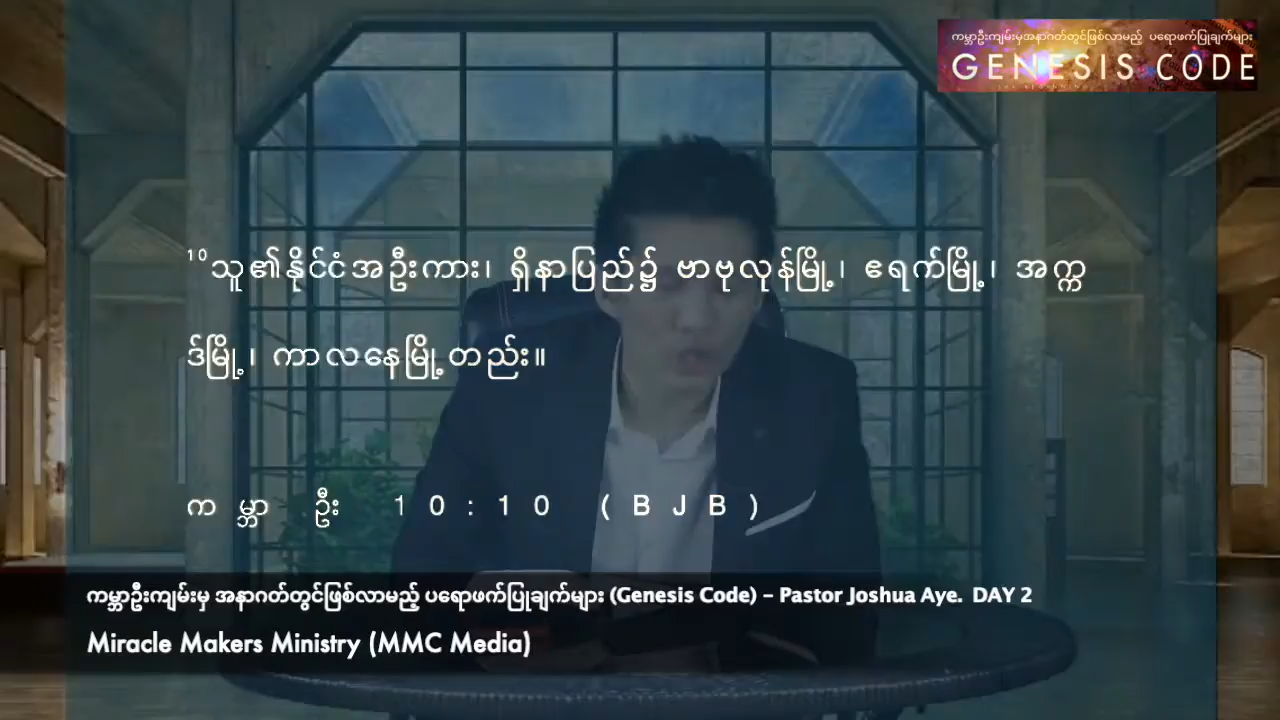 ကမ္ဘာဦးကျမ်းမှအနာဂတ်တွင်ဖြစ်လာမည့် ပရောဖက်ပြုချက်များ
GENESIS CODE
10သူ၏နိုင်ငံအဦးကား၊ ရှိနာပြည်၌ ဗာဗုလုန်မြို့၊ ဧရက်မြို့၊ အက္က
ဒ်မြို့၊ ကာလနေမြို့တည်း။
ကမ္ဘာဦး 10:10 (BJB)
ကမ္ဘာဦးကျမ်းမှ အနာဂတ်တွင်ဖြစ်လာမည့် ပရောဖက်ပြုချက်များ (Genesis Code) – Pastor Joshua Aye. DAY 2
Miracle Makers Ministry (MMC Media)